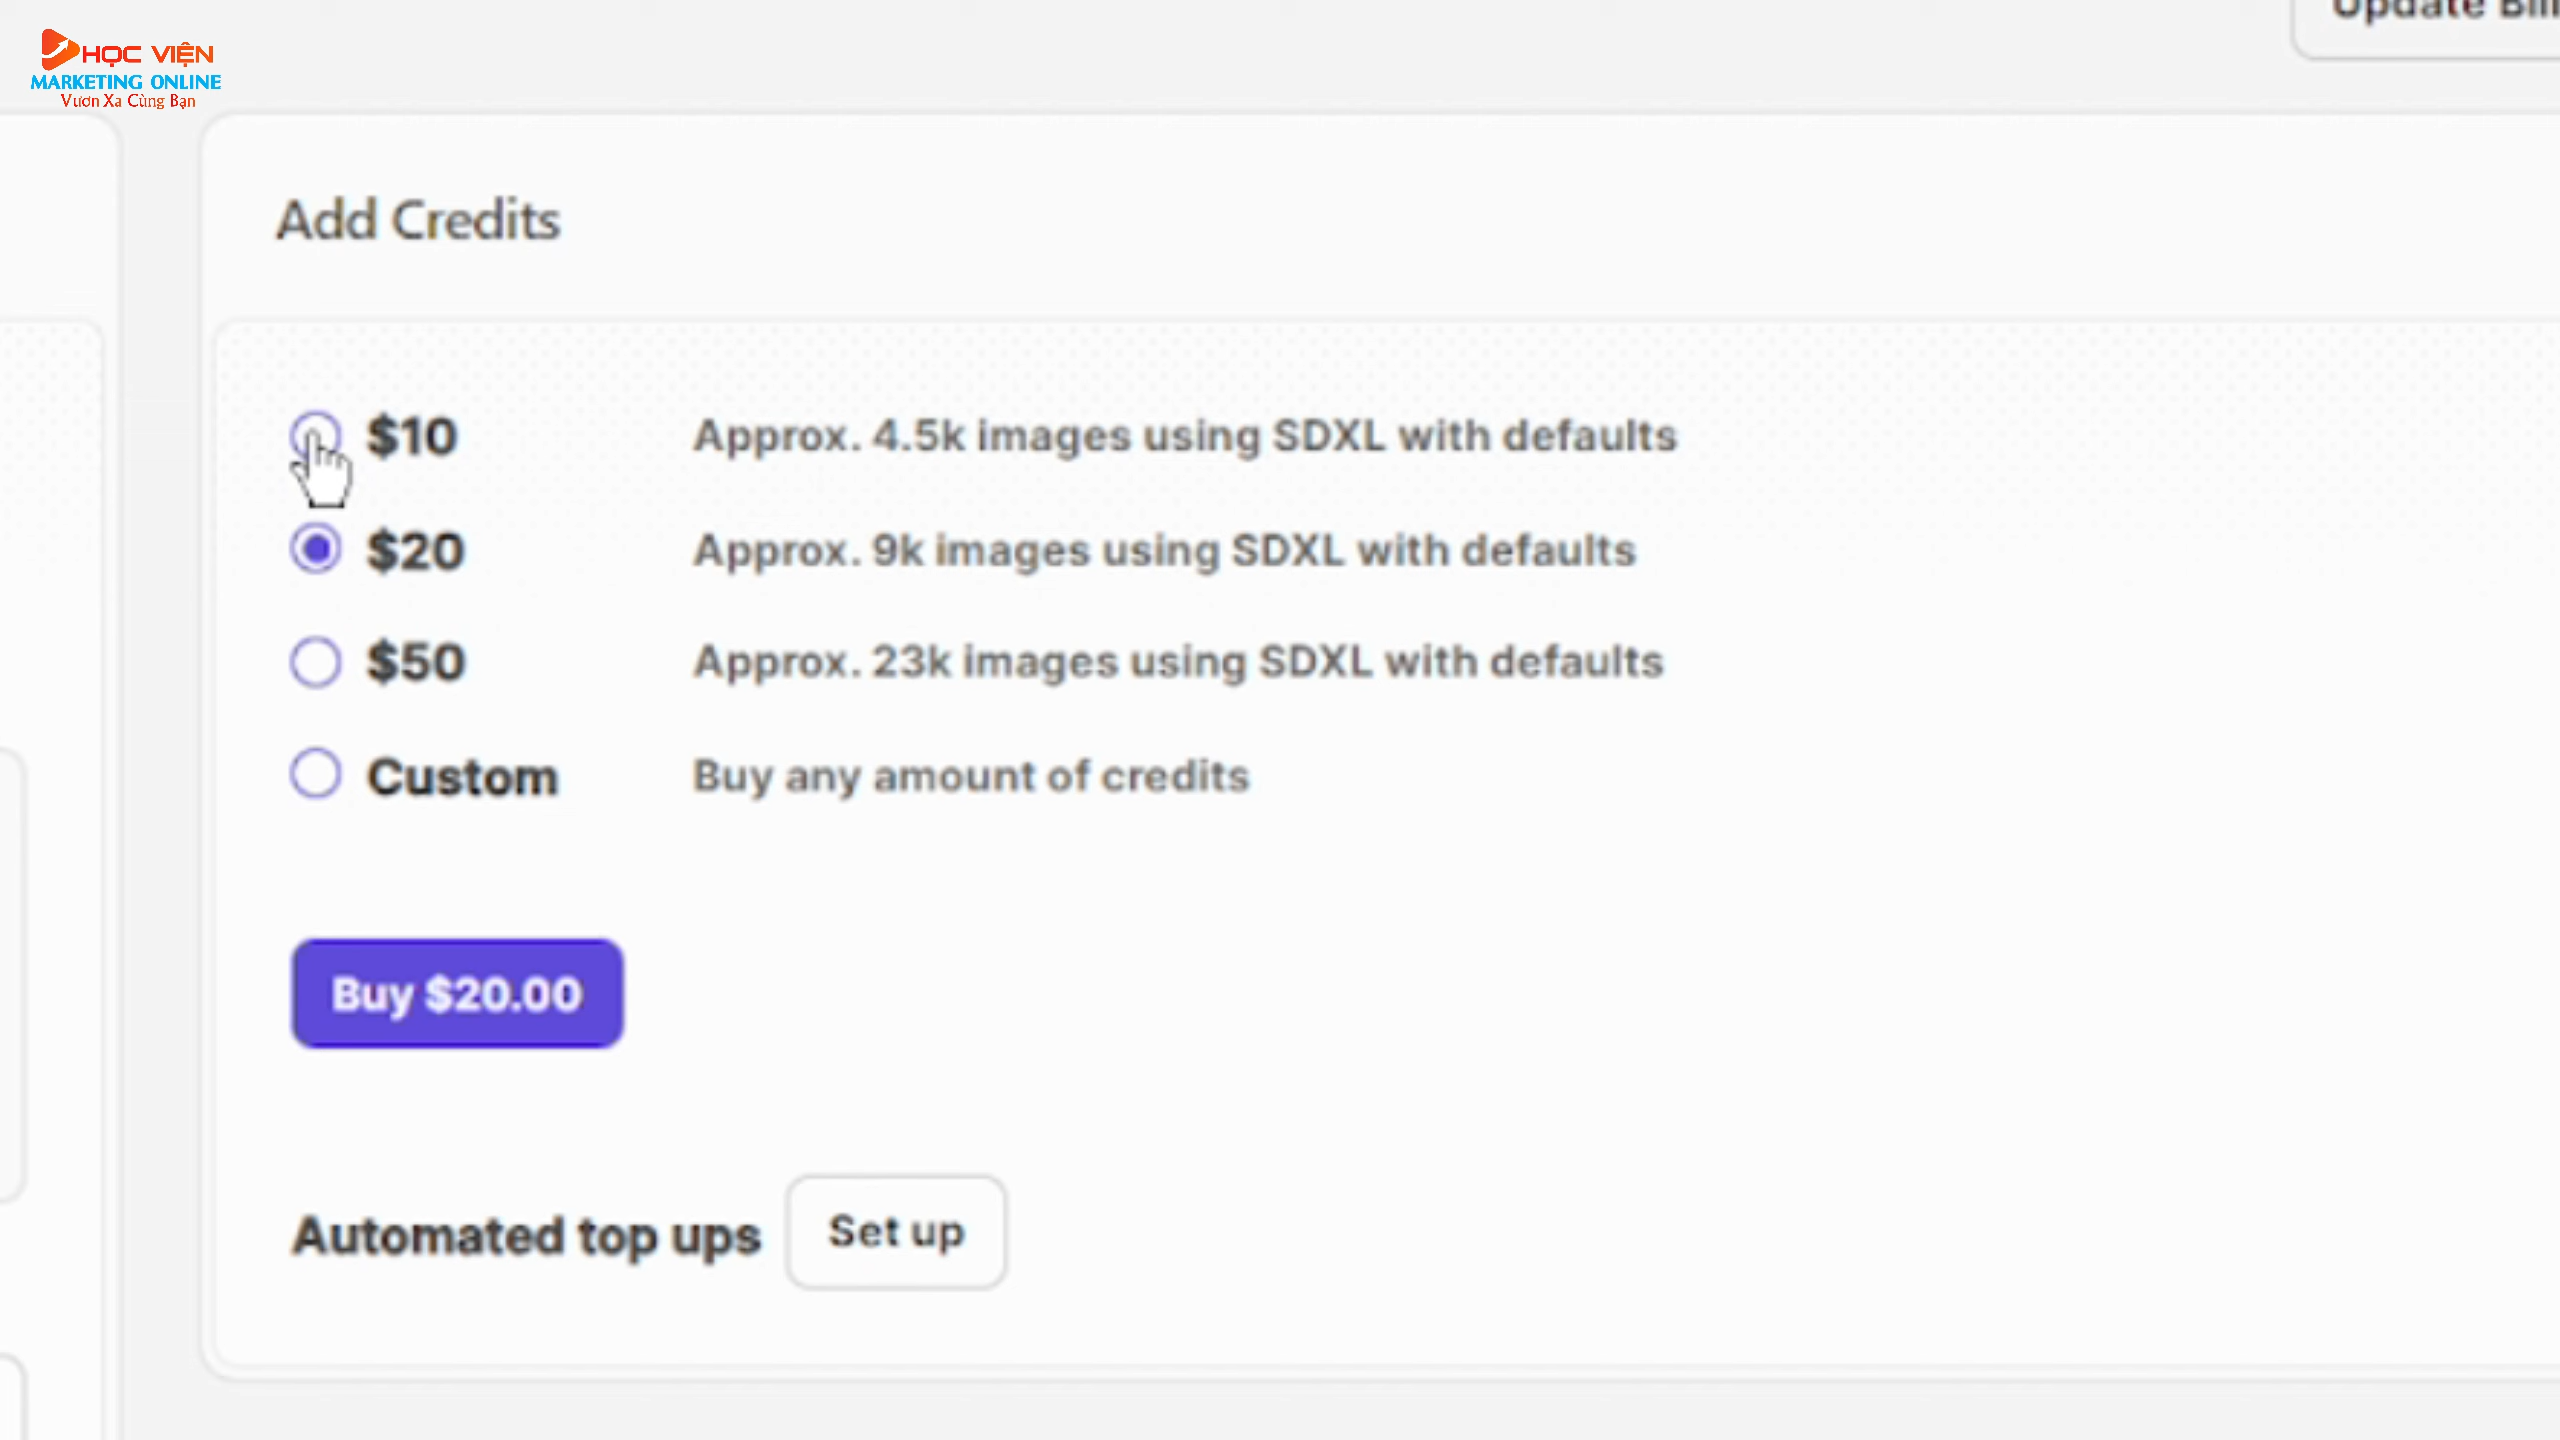 HỌC VIỆN
MARKETING ONLINE
Vươn Xa Cùng Bạn
Update Bill
Add Credits
$10 Approx. 4.5k images using SDXL with defaults
$20 Approx. 9k images using SDXL with defaults
$50 Approx. 23k images using SDXL with defaults
Custom Buy any amount of credits
Buy $20.00
Automated top ups Set up